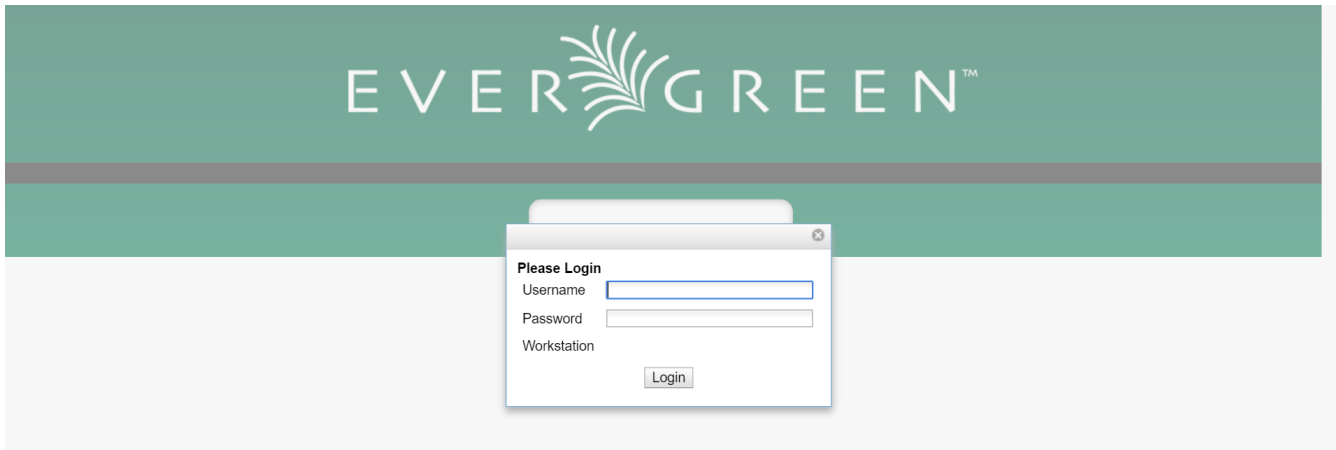 EVERGREEN™
Please Login
Username
Password
Workstation
Login